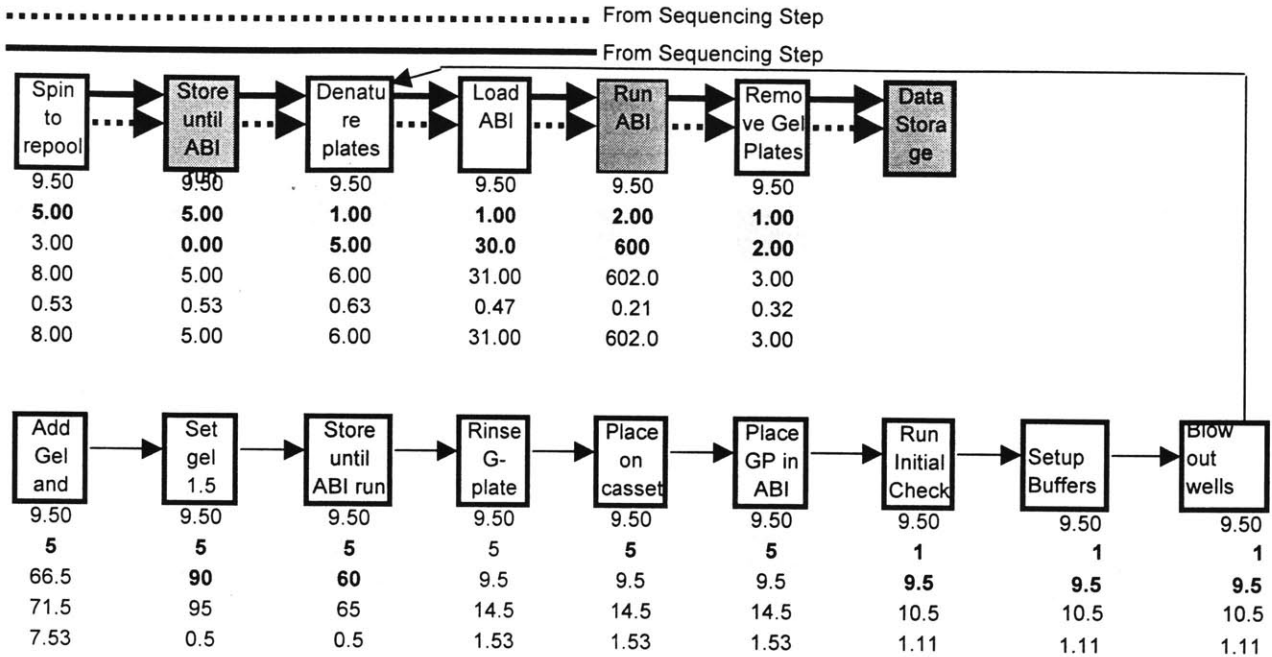 From Sequencing Step
From Sequencing Step
Spin to repool
Store until ABI run
Denatu re plates
Load ABI
Run ABI
Remo ve Gel Plates
Data Stora ge
9.50 9.50 9.50 9.50 9.50 9.50
5.00 5.00 1.00 1.00 2.00 1.00
3.00 0.00 5.00 30.0 600 2.00
8.00 5.00 6.00 31.00 602.0 3.00
0.53 0.53 0.63 0.47 0.21 0.32
8.00 5.00 6.00 31.00 602.0 3.00
Add Gel and
Set gel 1.5
Store until ABI run
Rinse G- plate
Place on casset
Place GP in ABI
Run Initial Check
Setup Buffers
Blow out wells
9.50 9.50 9.50 9.50 9.50 9.50 9.50 9.50 9.50
5 5 5 5 5 5 1 1 1
66.5 90 60 9.5 9.5 9.5 9.5 9.5 9.5
71.5 95 65 14.5 14.5 14.5 10.5 10.5 10.5
7.53 0.5 0.5 1.53 1.53 1.53 1.11 1.11 1.11